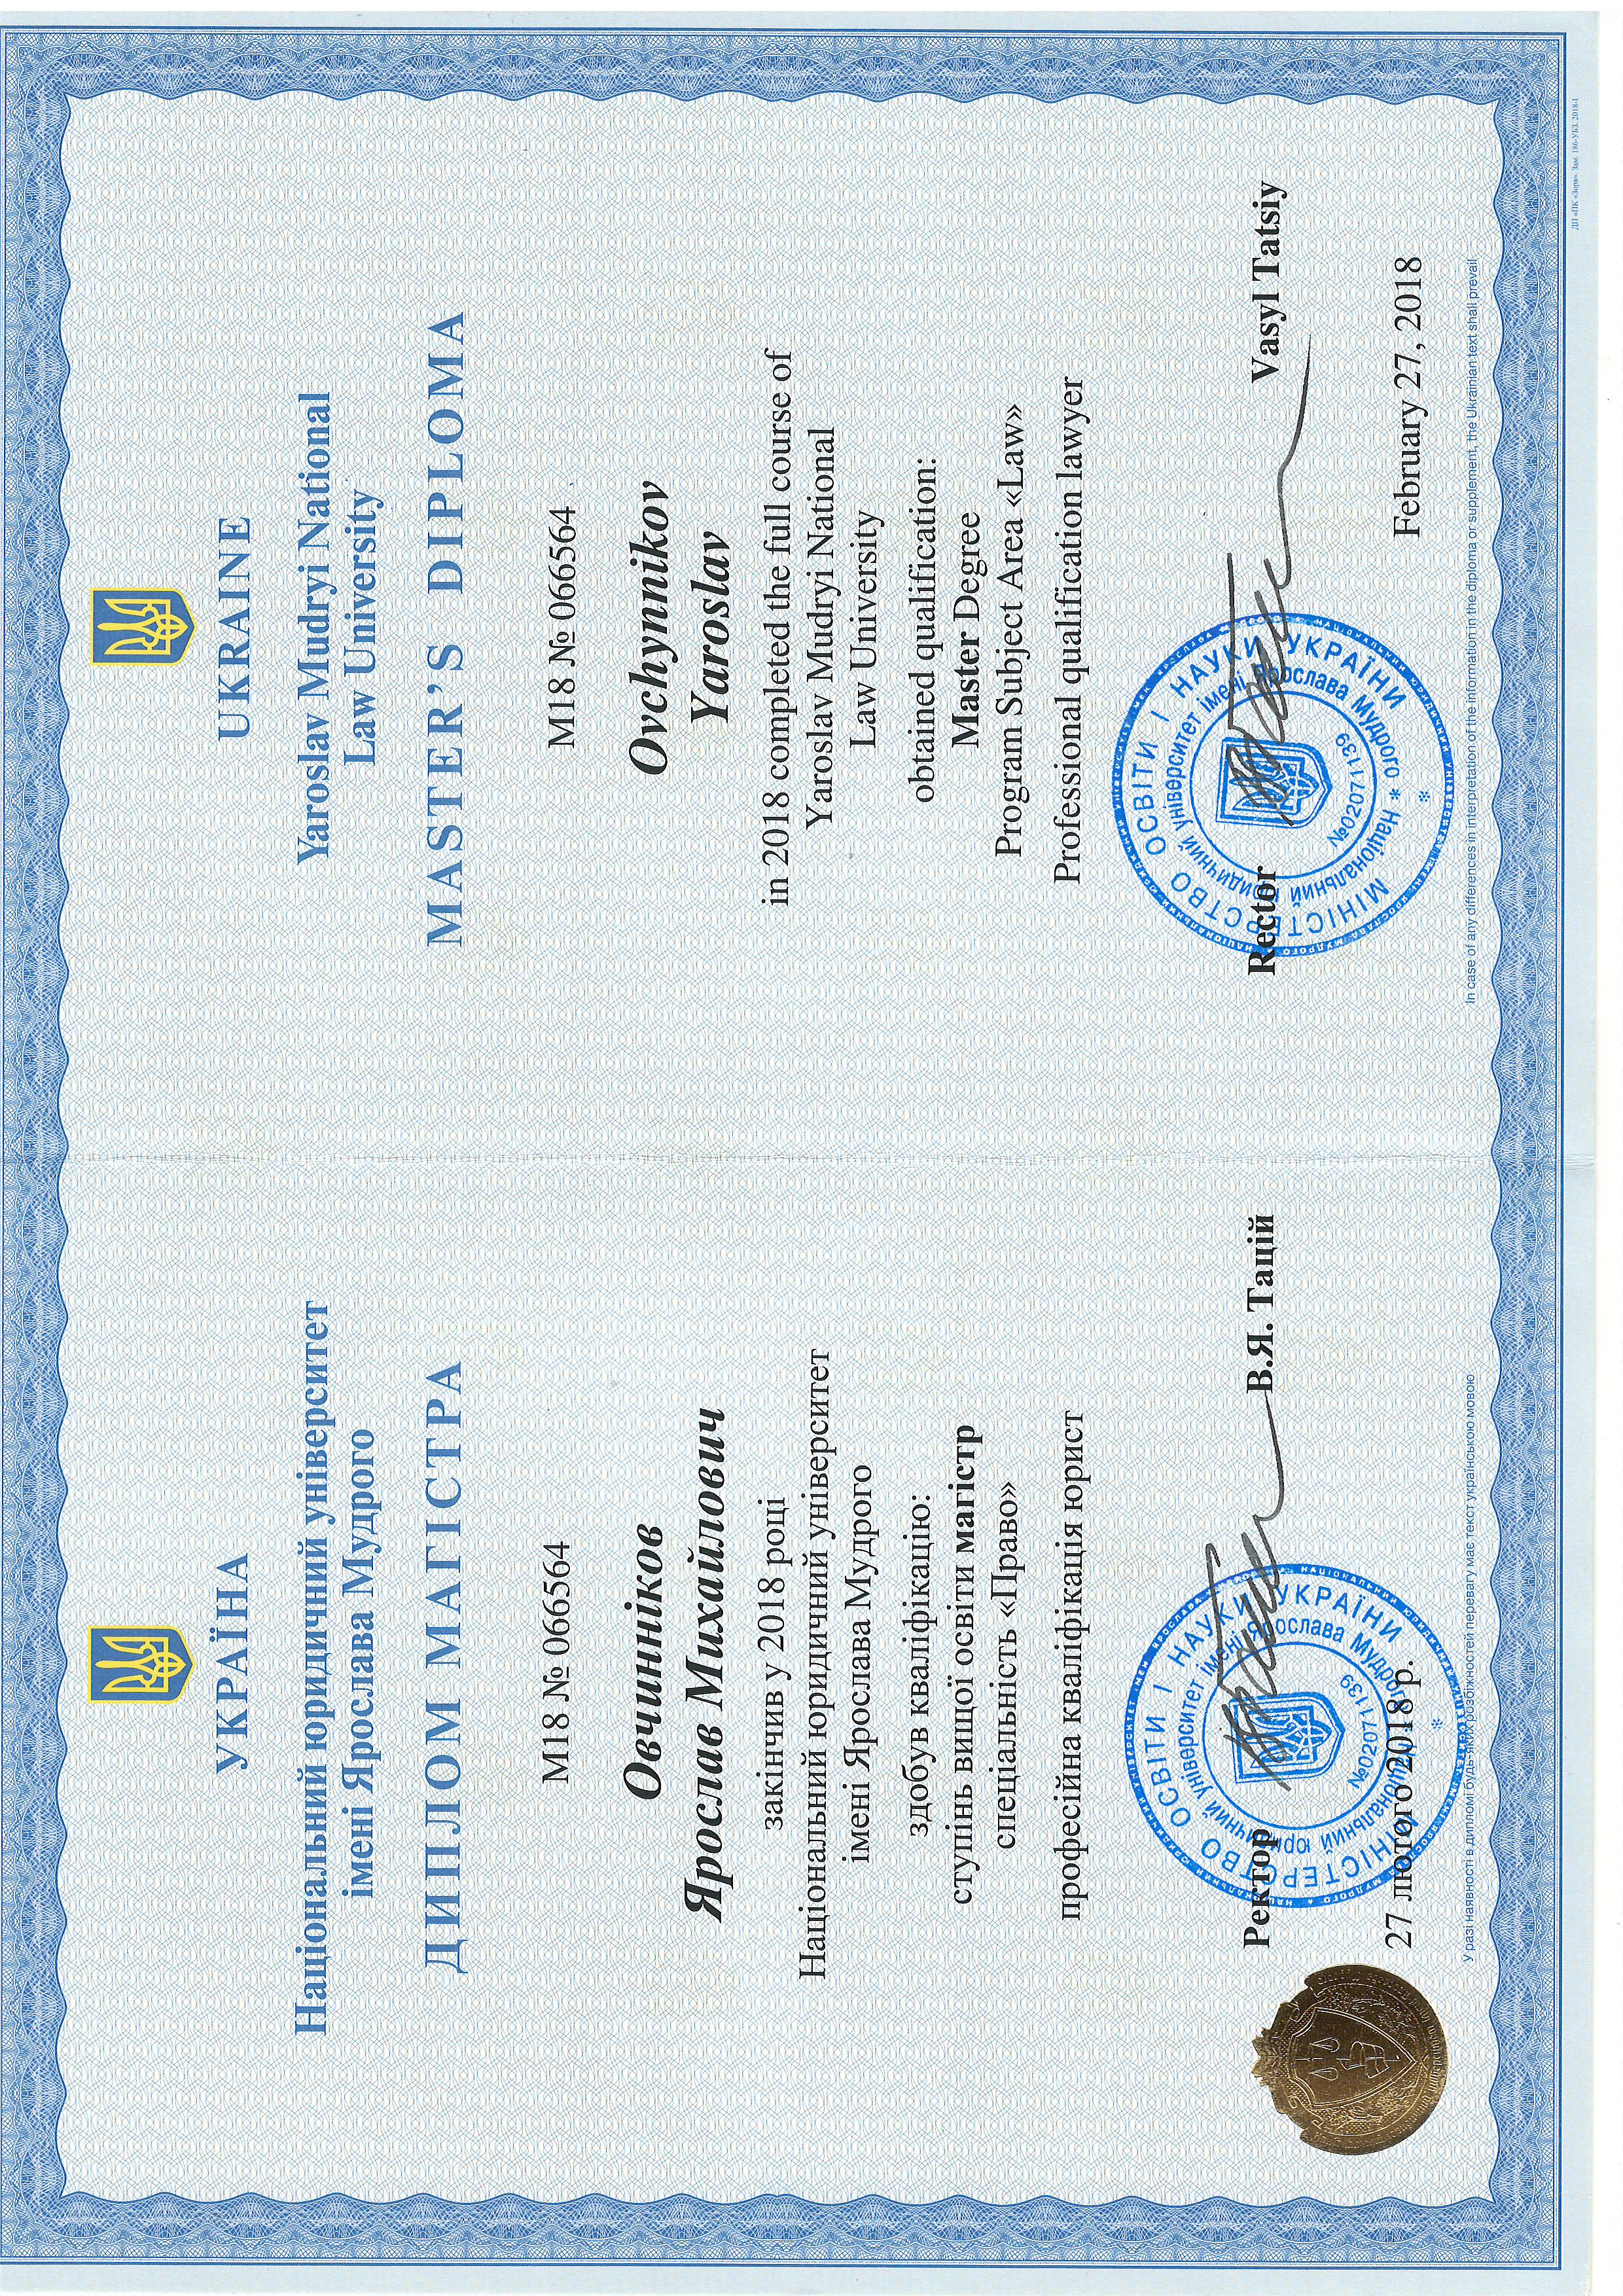 УКРАЇНА
Національний юридичний університет
імені Ярослава Мудрого
ДИПЛОМ МАГІСТРА
М18 № 066564
Овчинніков
Ярослав Михайлович
закінчив у 2018 році
Національний юридичний університет
імені Ярослава Мудрого
здобув кваліфікацію:
ступінь вищої освіти магістр
спеціальність «Право»
професійна кваліфікація юрист
МІНІСТЕРСТВО ОСВІТИ І НАУКИ УКРАЇНИ
Національний юридичний університет імені Ярослава Мудрого
№02071139
Ректор
В.Я. Тацій
27 лютого 2018 р.
У разі наявності в дипломі будь-яких розбіжностей перевагу має текст українською мовою
UKRAINE
Yaroslav Mudryi National
Law University
MASTER’S DIPLOMA
М18 № 066564
Ovchynnikov
Yaroslav
in 2018 completed the full course of
Yaroslav Mudryi National
Law University
obtained qualification:
Master Degree
Program Subject Area «Law»
Professional qualification lawyer
МІНІСТЕРСТВО ОСВІТИ І НАУКИ УКРАЇНИ
Національний юридичний університет імені Ярослава Мудрого
№02071139
Rector
Vasyl Tatsiy
February 27, 2018
In case of any differences in interpretation of the information in the diploma or supplement, the Ukrainian text shall prevail
ДП «ПК «Зоря». Зам. 186-УБЗ. 2018-І